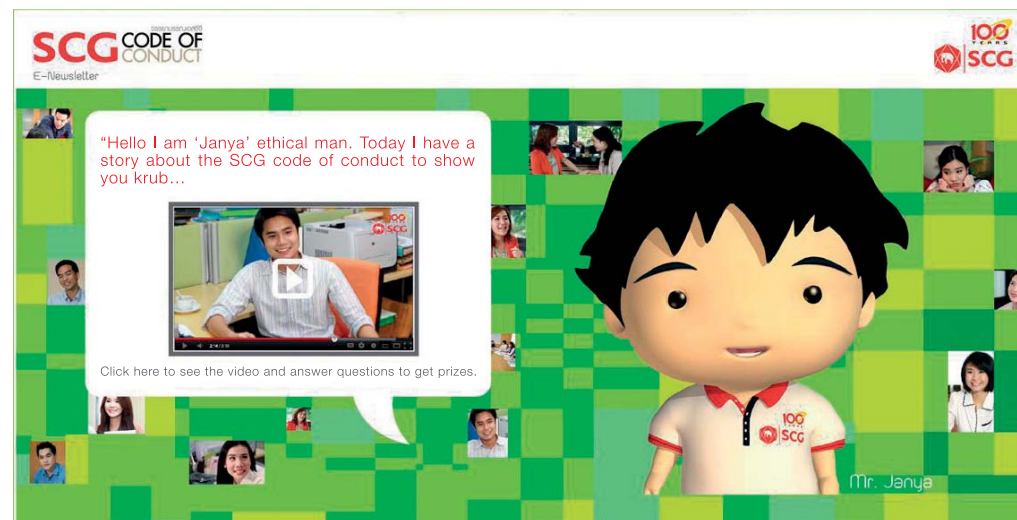 SCG CODE OF
CONDUCT
E-Newsletter
100
YEARS
SCG
“Hello I am ‘Janya’ ethical man. Today I have a
story about the SCG code of conduct to show
you krub…
100
SCG
Click here to see the video and answer questions to get prizes.
100
SCG
Mr. Janya